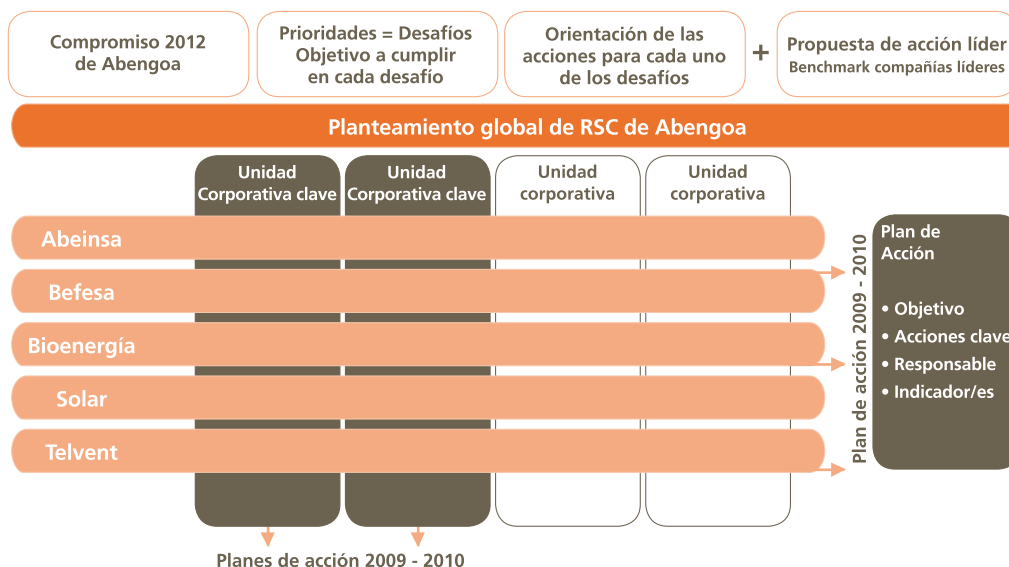 Compromiso 2012
de Abengoa
Prioridades = Desafíos
Objetivo a cumplir
en cada desafío
Orientación de las
acciones para cada uno
de los desafíos
+
Propuesta de acción líder
Benchmark compañías líderes
Planteamiento global de RSC de Abengoa
Unidad
Corporativa clave
Unidad
Corporativa clave
Unidad
corporativa
Unidad
corporativa
Abeinsa
Befesa
Bioenergía
Solar
Telvent
Plan de acción 2009 - 2010
Plan de
Acción
• Objetivo
• Acciones clave
• Responsable
• Indicador/es
Planes de acción 2009 - 2010